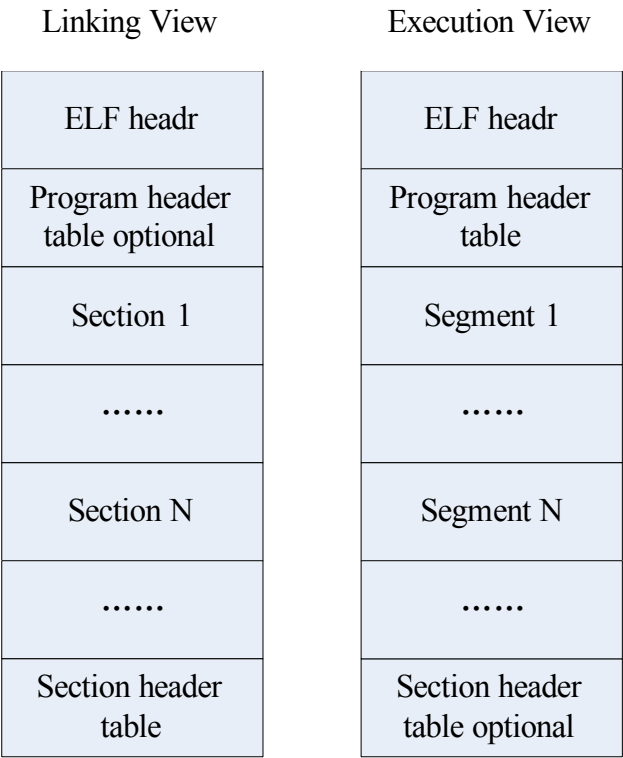 Linking View
ELF headr
Program header
table optional
Section 1
......
Section N
......
Section header
table
Execution View
ELF headr
Program header
table
Segment 1
......
Segment N
......
Section header
table optional